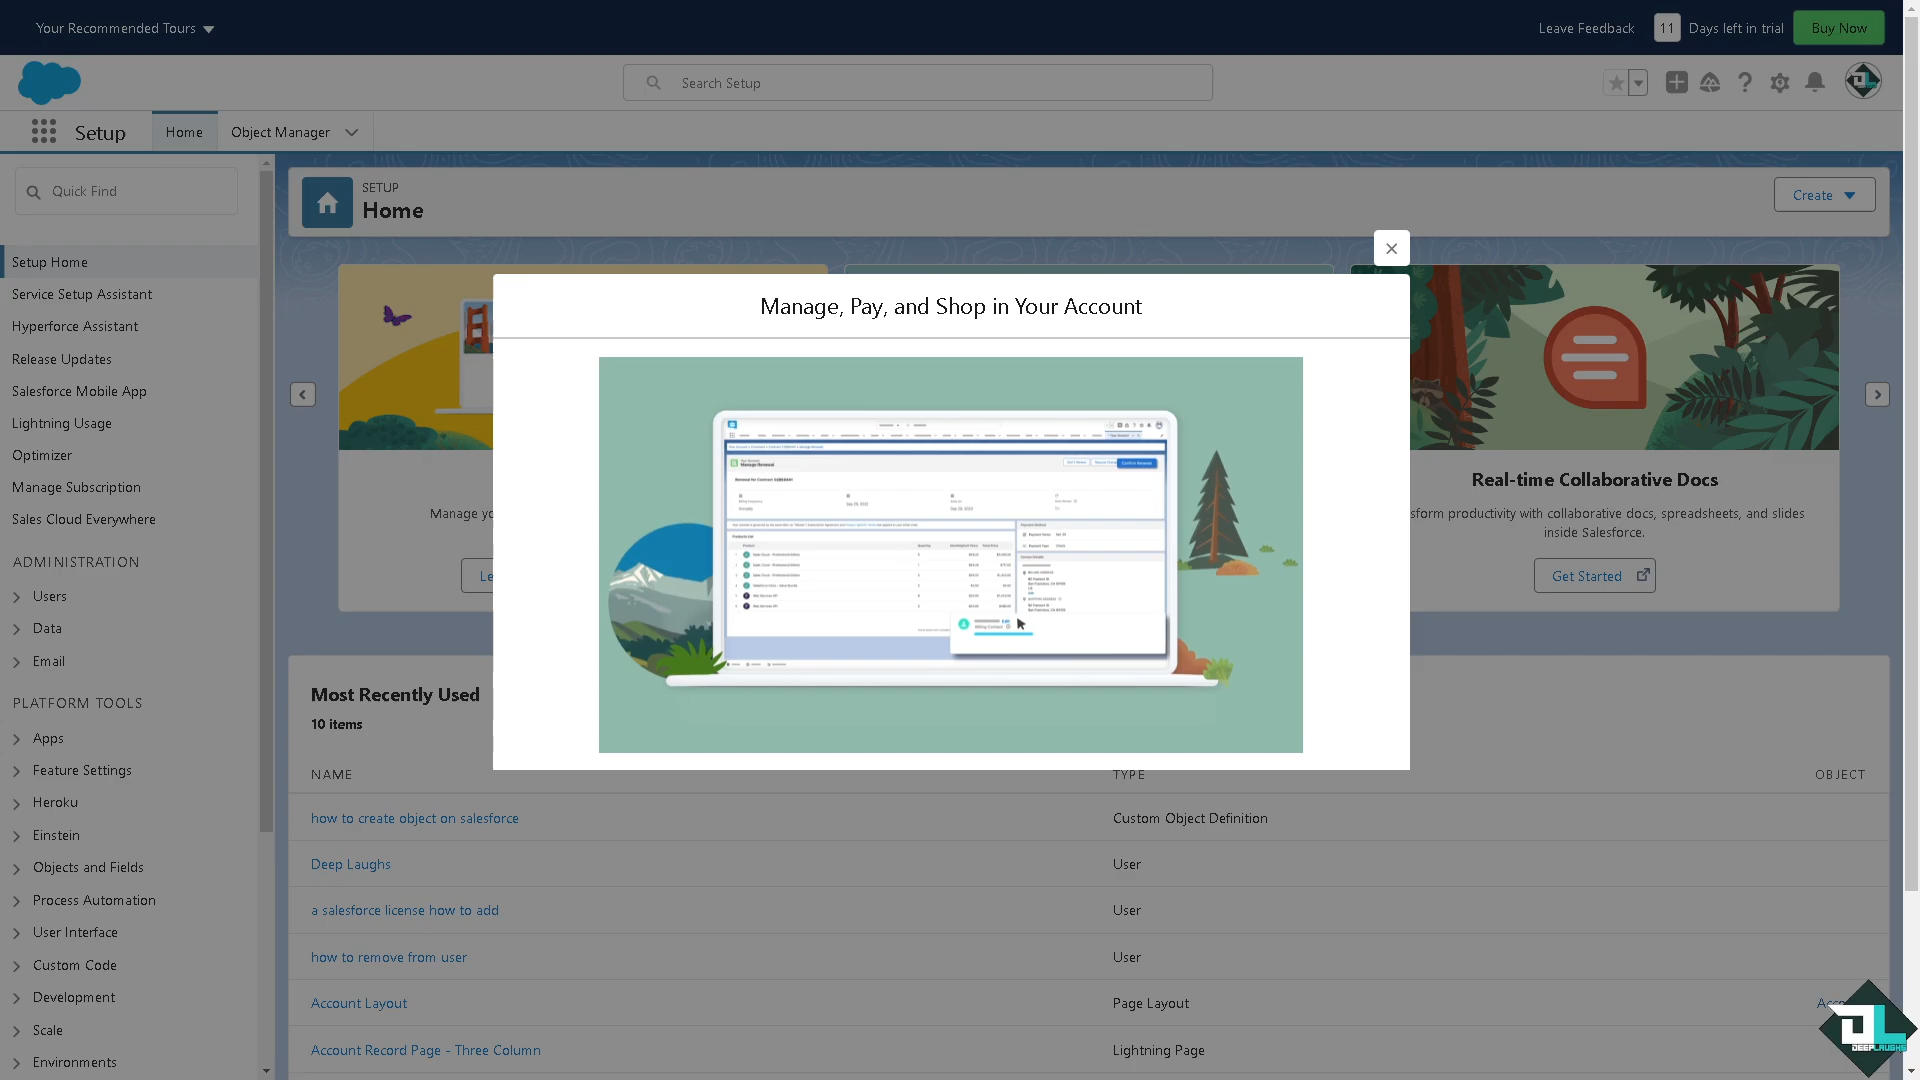 Your Recommended Tours
Leave Feedback
11
Days left in trial
Buy Now
Search Setup
Setup
Home
Object Manager
Quick Find
SETUP
Home
Create
Setup Home
Service Setup Assistant
Hyperforce Assistant
Release Updates
Salesforce Mobile App
Lightning Usage
Optimizer
Manage Subscription
Sales Cloud Everywhere
ADMINISTRATION
Users
Data
Email
PLATFORM TOOLS
Apps
Feature Settings
Heroku
Einstein
Objects and Fields
Process Automation
User Interface
Custom Code
Development
Scale
Environments
Manage, Pay, and Shop in Your Account
Manage Renewal
Confirm Renewal
Manage yo
Le
Real-time Collaborative Docs
sform productivity with collaborative docs, spreadsheets, and slides
inside Salesforce.
Get Started
Most Recently Used
10 items
NAME
TYPE
OBJECT
how to create object on salesforce
Custom Object Definition
Deep Laughs
User
a salesforce license how to add
User
how to remove from user
User
Account Layout
Page Layout
Acco
Account Record Page - Three Column
Lightning Page
DEEPLAUGHS